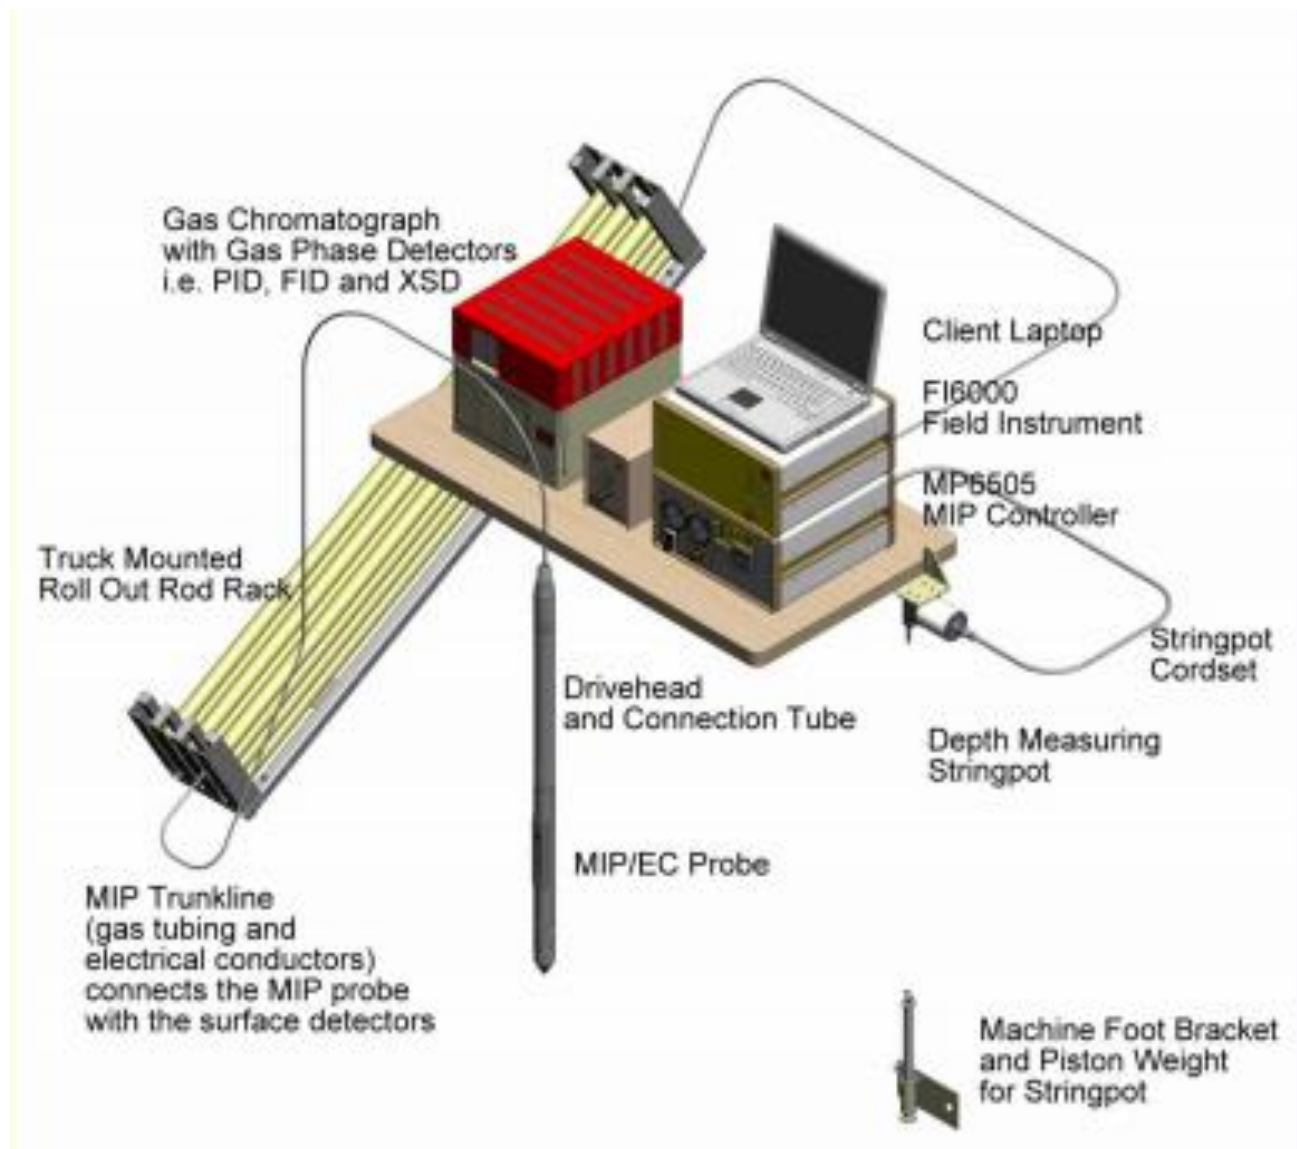 Gas Chromatograph
with Gas Phase Detectors
i.e. PID, FID and XSD
Client Laptop
FI6000
Field Instrument
MP6505
MIP Controller
Truck Mounted
Roll Out Rod Rack
Stringpot
Cordset
Drivehead
and Connection Tube
Depth Measuring
Stringpot
MIP/EC Probe
MIP Trunkline
(gas tubing and
electrical conductors)
connects the MIP probe
with the surface detectors
Machine Foot Bracket
and Piston Weight
for Stringpot